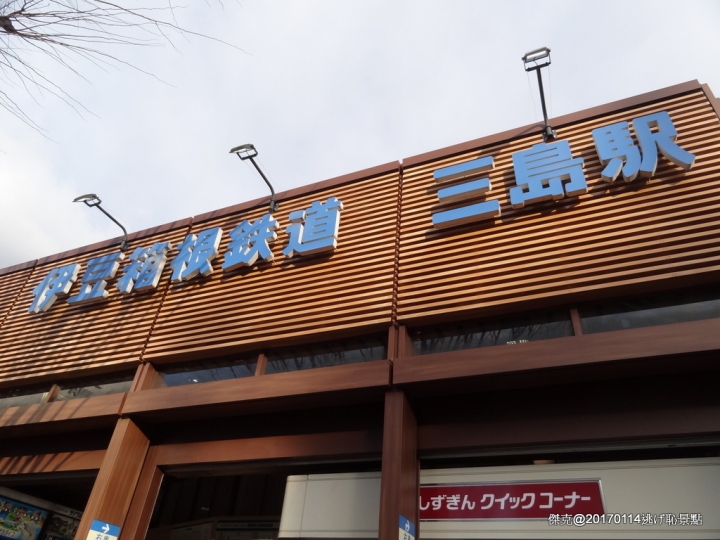 伊豆箱根鉄道 三島駅
しずぎん クイックコーナー
傑克@20170114逃げ恥景點